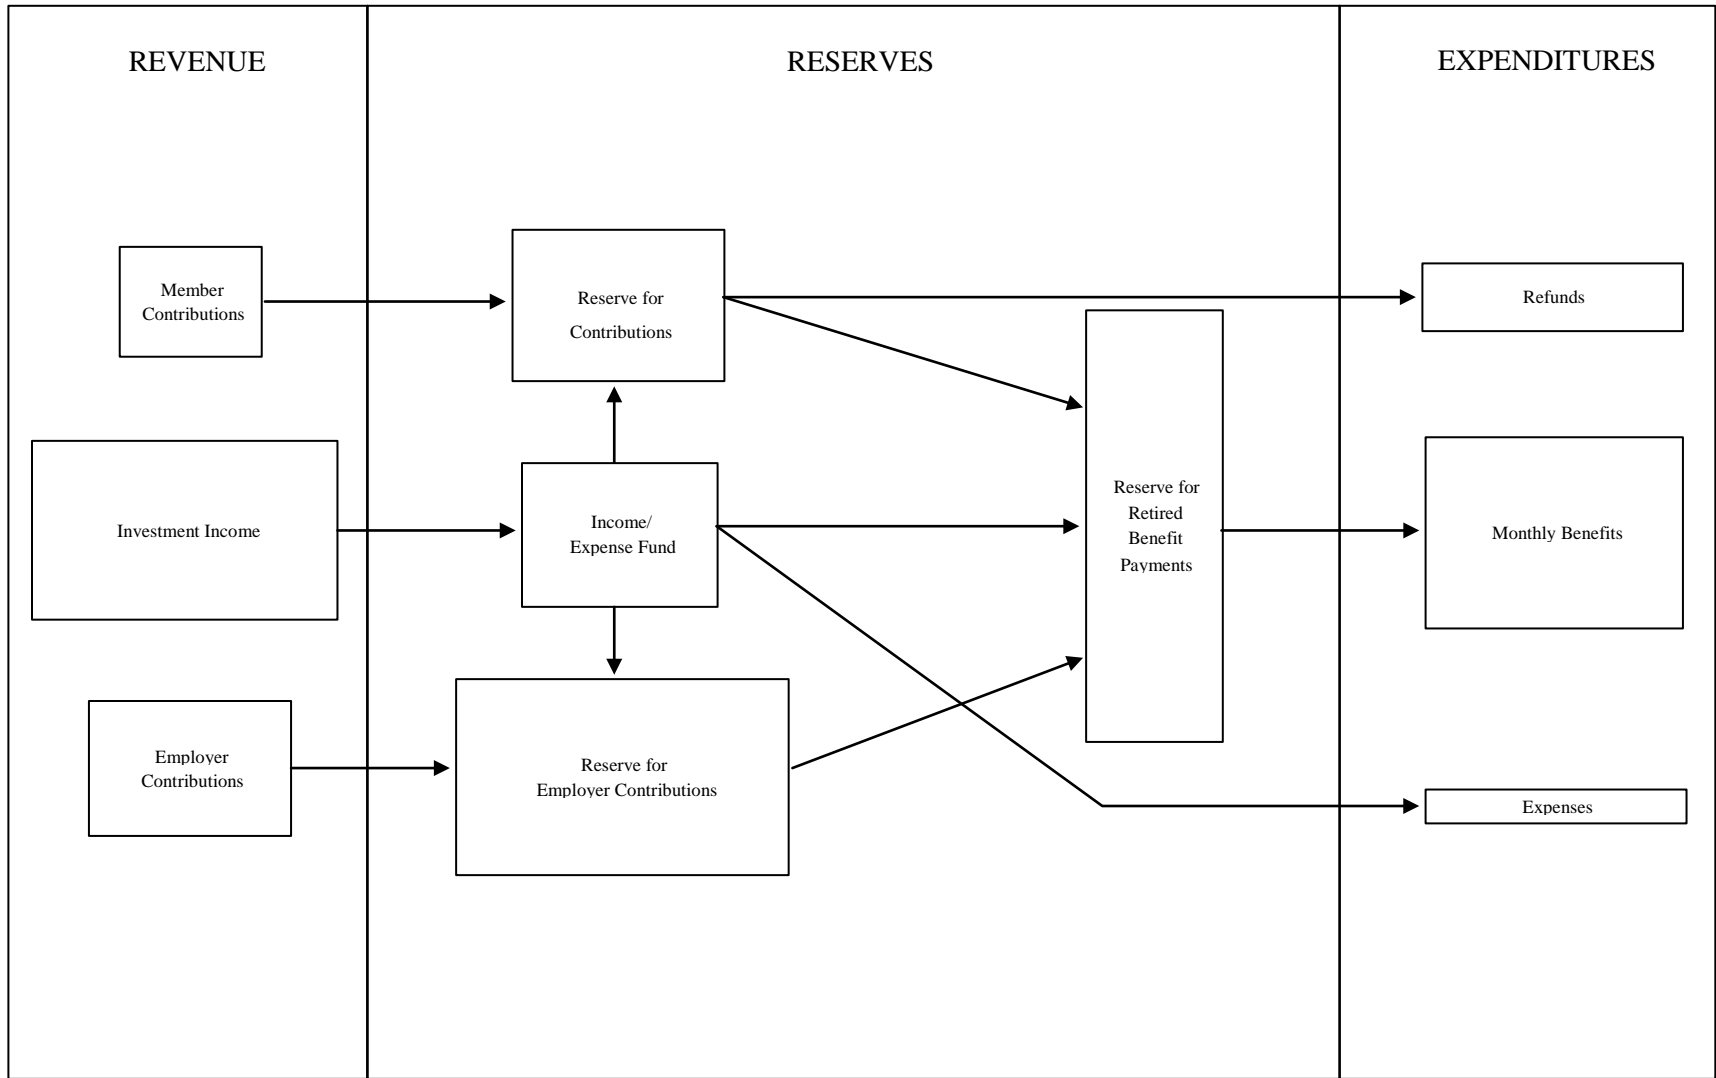 REVENUE
RESERVES
EXPENDITURES
Member
Contributions
Reserve for
Contributions
Refunds
Investment Income
Income/
Expense Fund
Reserve for
Retired
Benefit
Payments
Monthly Benefits
Employer
Contributions
Reserve for
Employer Contributions
Expenses